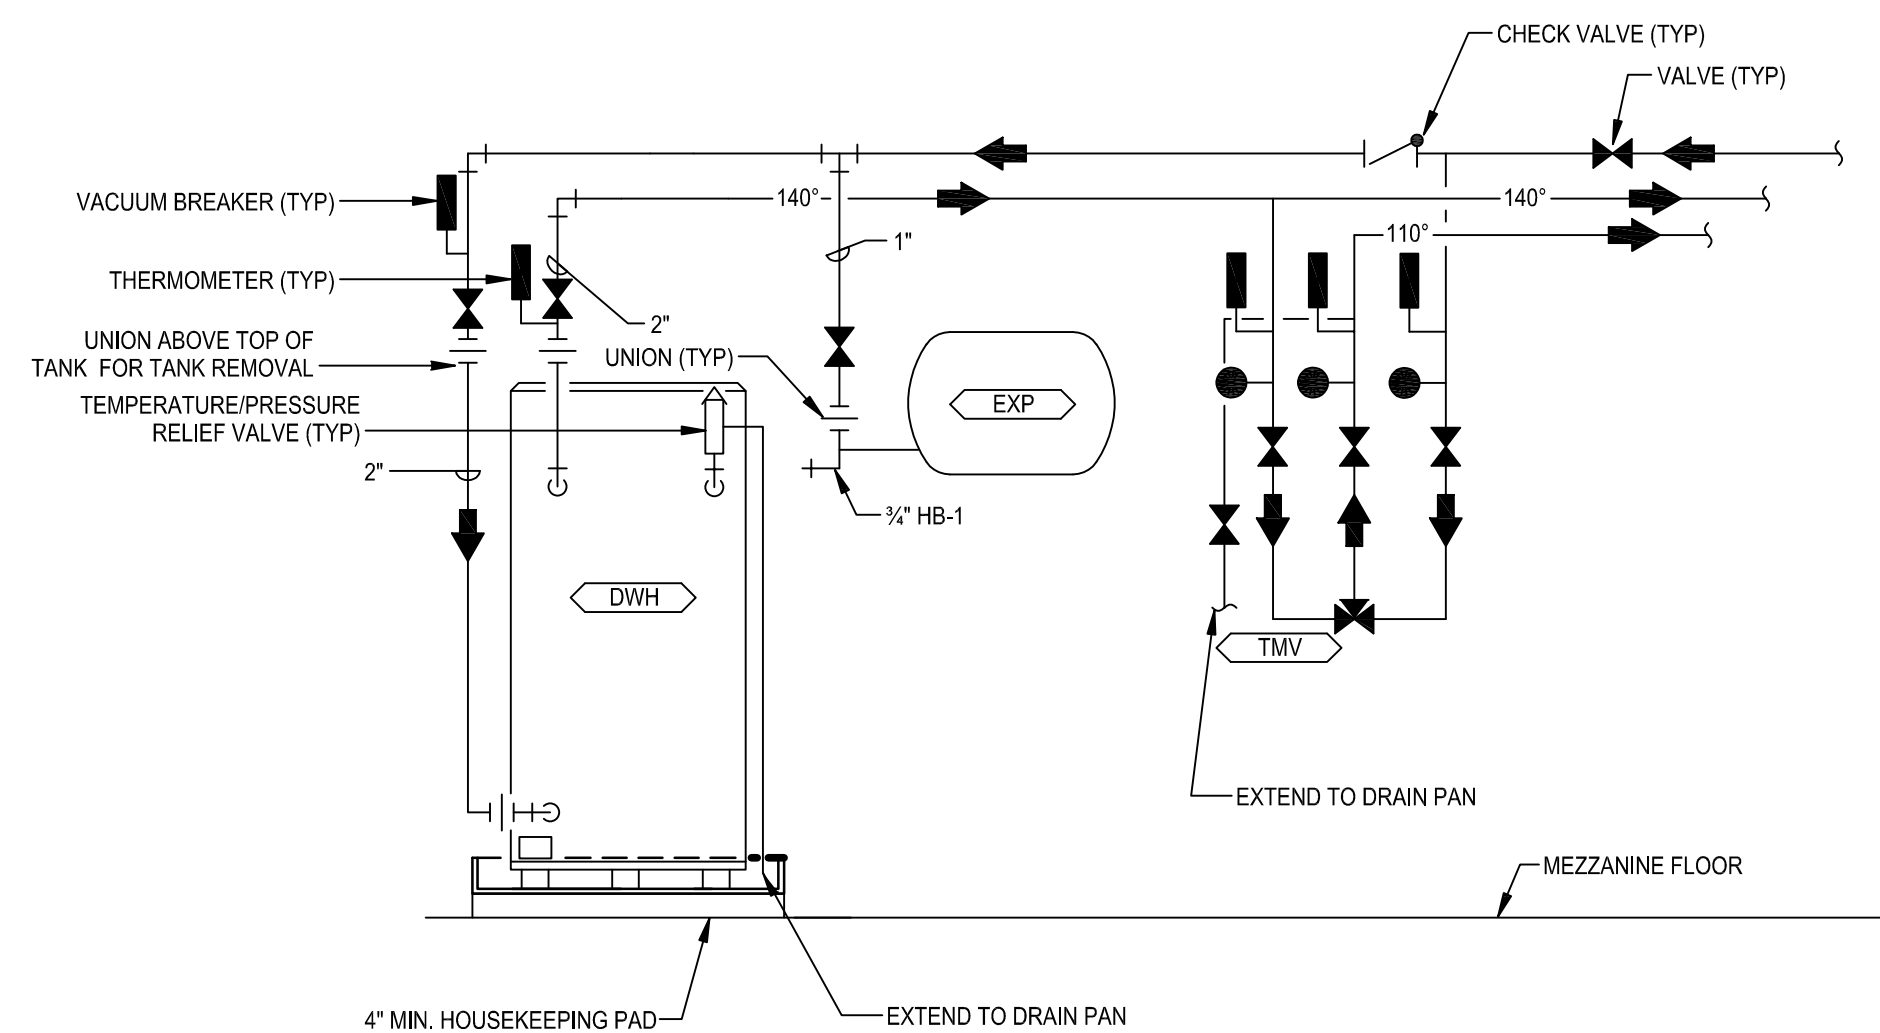 CHECK VALVE (TYP)
VALVE (TYP)
VACUUM BREAKER (TYP)
140°
140°
110°
1"
THERMOMETER (TYP)
2"
UNION ABOVE TOP OF
TANK FOR TANK REMOVAL
UNION (TYP)
TEMPERATURE/PRESSURE
RELIEF VALVE (TYP)
EXP
2"
¾" HB-1
DWH
TMV
EXTEND TO DRAIN PAN
MEZZANINE FLOOR
4" MIN. HOUSEKEEPING PAD
EXTEND TO DRAIN PAN